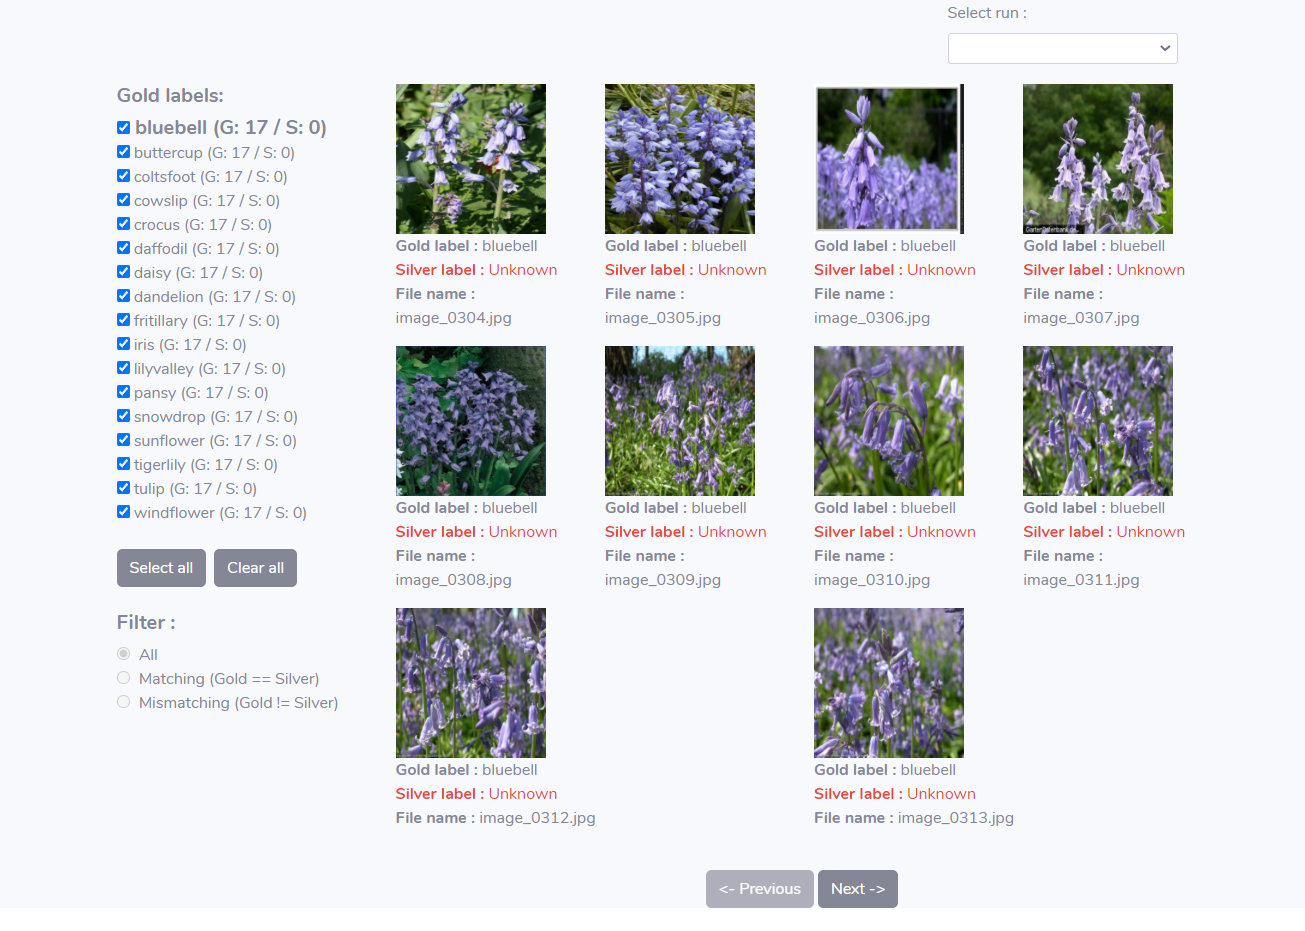 Select run :
Gold labels:
bluebell (G: 17 / S: 0)
buttercup (G: 17 / S: 0)
coltsfoot (G: 17 / S: 0)
cowslip (G: 17 / S: 0)
crocus (G: 17 / S: 0)
daffodil (G: 17 / S: 0)
daisy (G: 17 / S: 0)
dandelion (G: 17 / S: 0)
fritillary (G: 17 / S: 0)
iris (G: 17 / S: 0)
lilyvalley (G: 17 / S: 0)
pansy (G: 17 / S: 0)
snowdrop (G: 17 / S: 0)
sunflower (G: 17 / S: 0)
tigerlily (G: 17 / S: 0)
tulip (G: 17 / S: 0)
windflower (G: 17 / S: 0)
Select all
Clear all
Filter :
All
Matching (Gold == Silver)
Mismatching (Gold != Silver)
Gold label : bluebell
Silver label : Unknown
File name :
image_0304.jpg
Gold label : bluebell
Silver label : Unknown
File name :
image_0305.jpg
Gold label : bluebell
Silver label : Unknown
File name :
image_0306.jpg
Gold label : bluebell
Silver label : Unknown
File name :
image_0307.jpg
Gold label : bluebell
Silver label : Unknown
File name :
image_0308.jpg
Gold label : bluebell
Silver label : Unknown
File name :
image_0309.jpg
Gold label : bluebell
Silver label : Unknown
File name :
image_0310.jpg
Gold label : bluebell
Silver label : Unknown
File name :
image_0311.jpg
Gold label : bluebell
Silver label : Unknown
File name : image_0312.jpg
Gold label : bluebell
Silver label : Unknown
File name : image_0313.jpg
<- Previous
Next ->